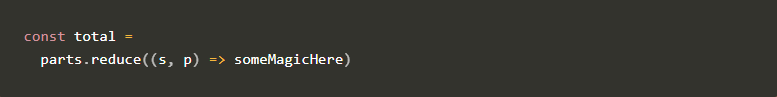 const total =
  parts.reduce((s, p) => someMagicHere)